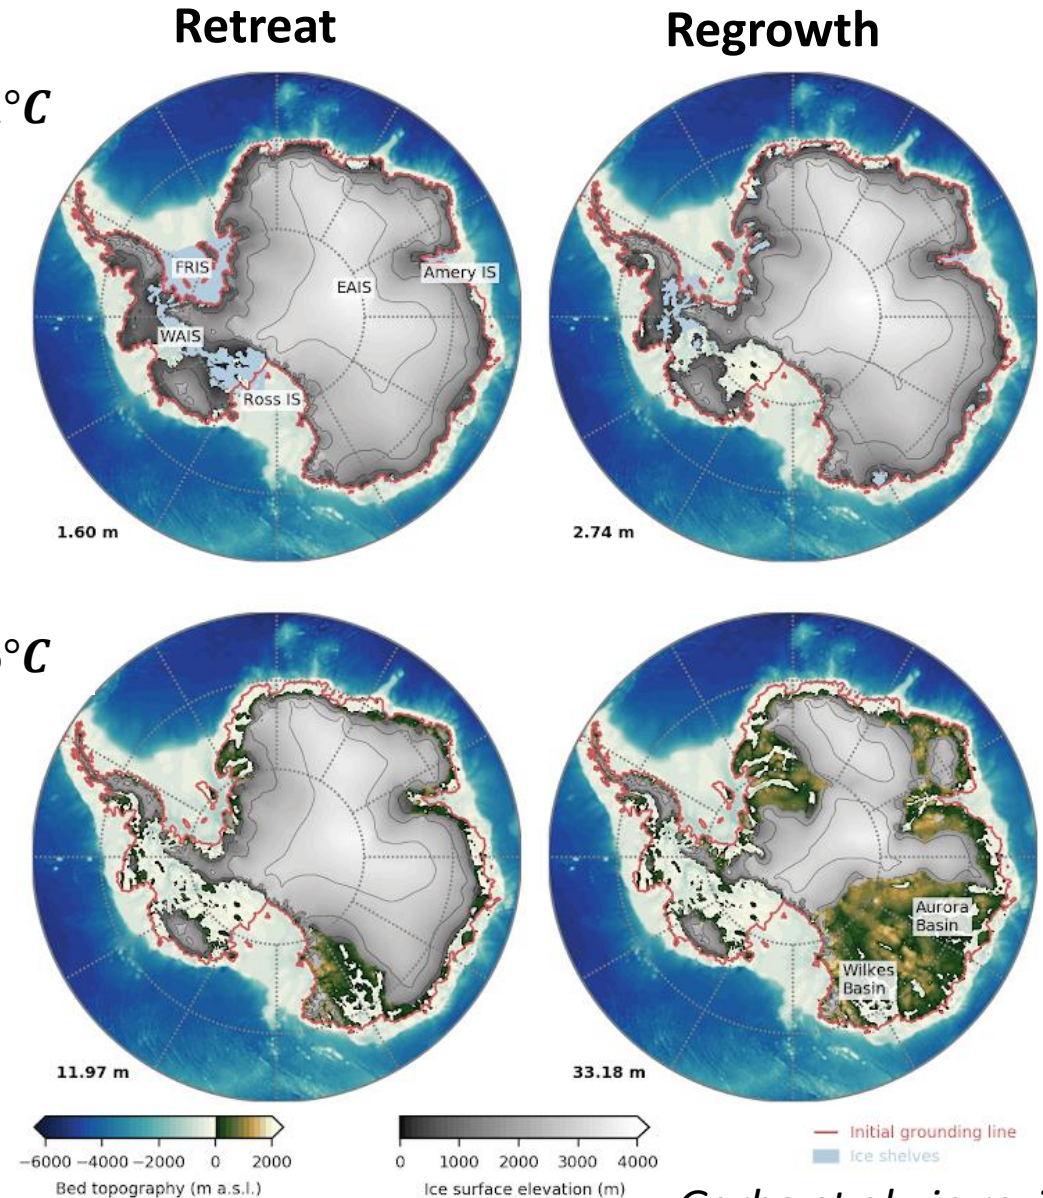 Retreat
Regrowth
°C
FRIS
EAIS
Amery IS
WAIS
Ross IS
1.60 m
2.74 m
°C
Aurora
Basin
Wilkes
Basin
11.97 m
33.18 m
−6000 −4000 −2000 0 2000
Bed topography (m a.s.l.)
0 1000 2000 3000 4000
Ice surface elevation (m)
Initial grounding line
Ice shelves